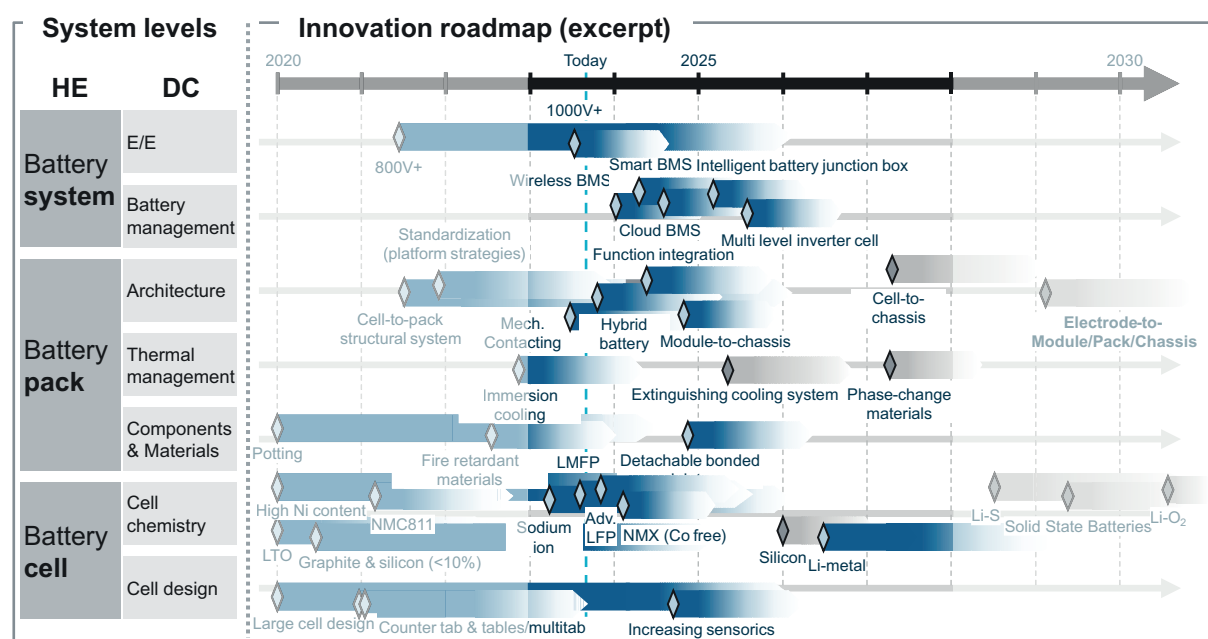 System levels
Innovation roadmap (excerpt)
HE
DC
2020
Today
2025
2030
Battery
system
E/E
Battery
management
800V+
1000V+
Wireless BMS
Smart BMS
Intelligent battery junction box
Cloud BMS
Multi level inverter cell
Battery
pack
Architecture
Thermal
management
Components
& Materials
Standardization
(platform strategies)
Function integration
Cell-to-pack
structural system
Mech.
Contacting
Hybrid
battery
Module-to-chassis
Cell-to-
chassis
Electrode-to-
Module/Pack/Chassis
Immersion
cooling
Extinguishing cooling system
Phase-change
materials
Potting
Fire retardant
materials
Detachable bonded
Battery
cell
Cell
chemistry
Cell design
LMFP
High Ni content
NMC811
Sodium
ion
Adv.
LFP
NMX (Co free)
Li-S
Solid State Batteries
Li-O₂
LTO
Graphite & silicon (<10%)
Silicon
Li-metal
Large cell design
Counter tab & tables/multitab
Increasing sensorics